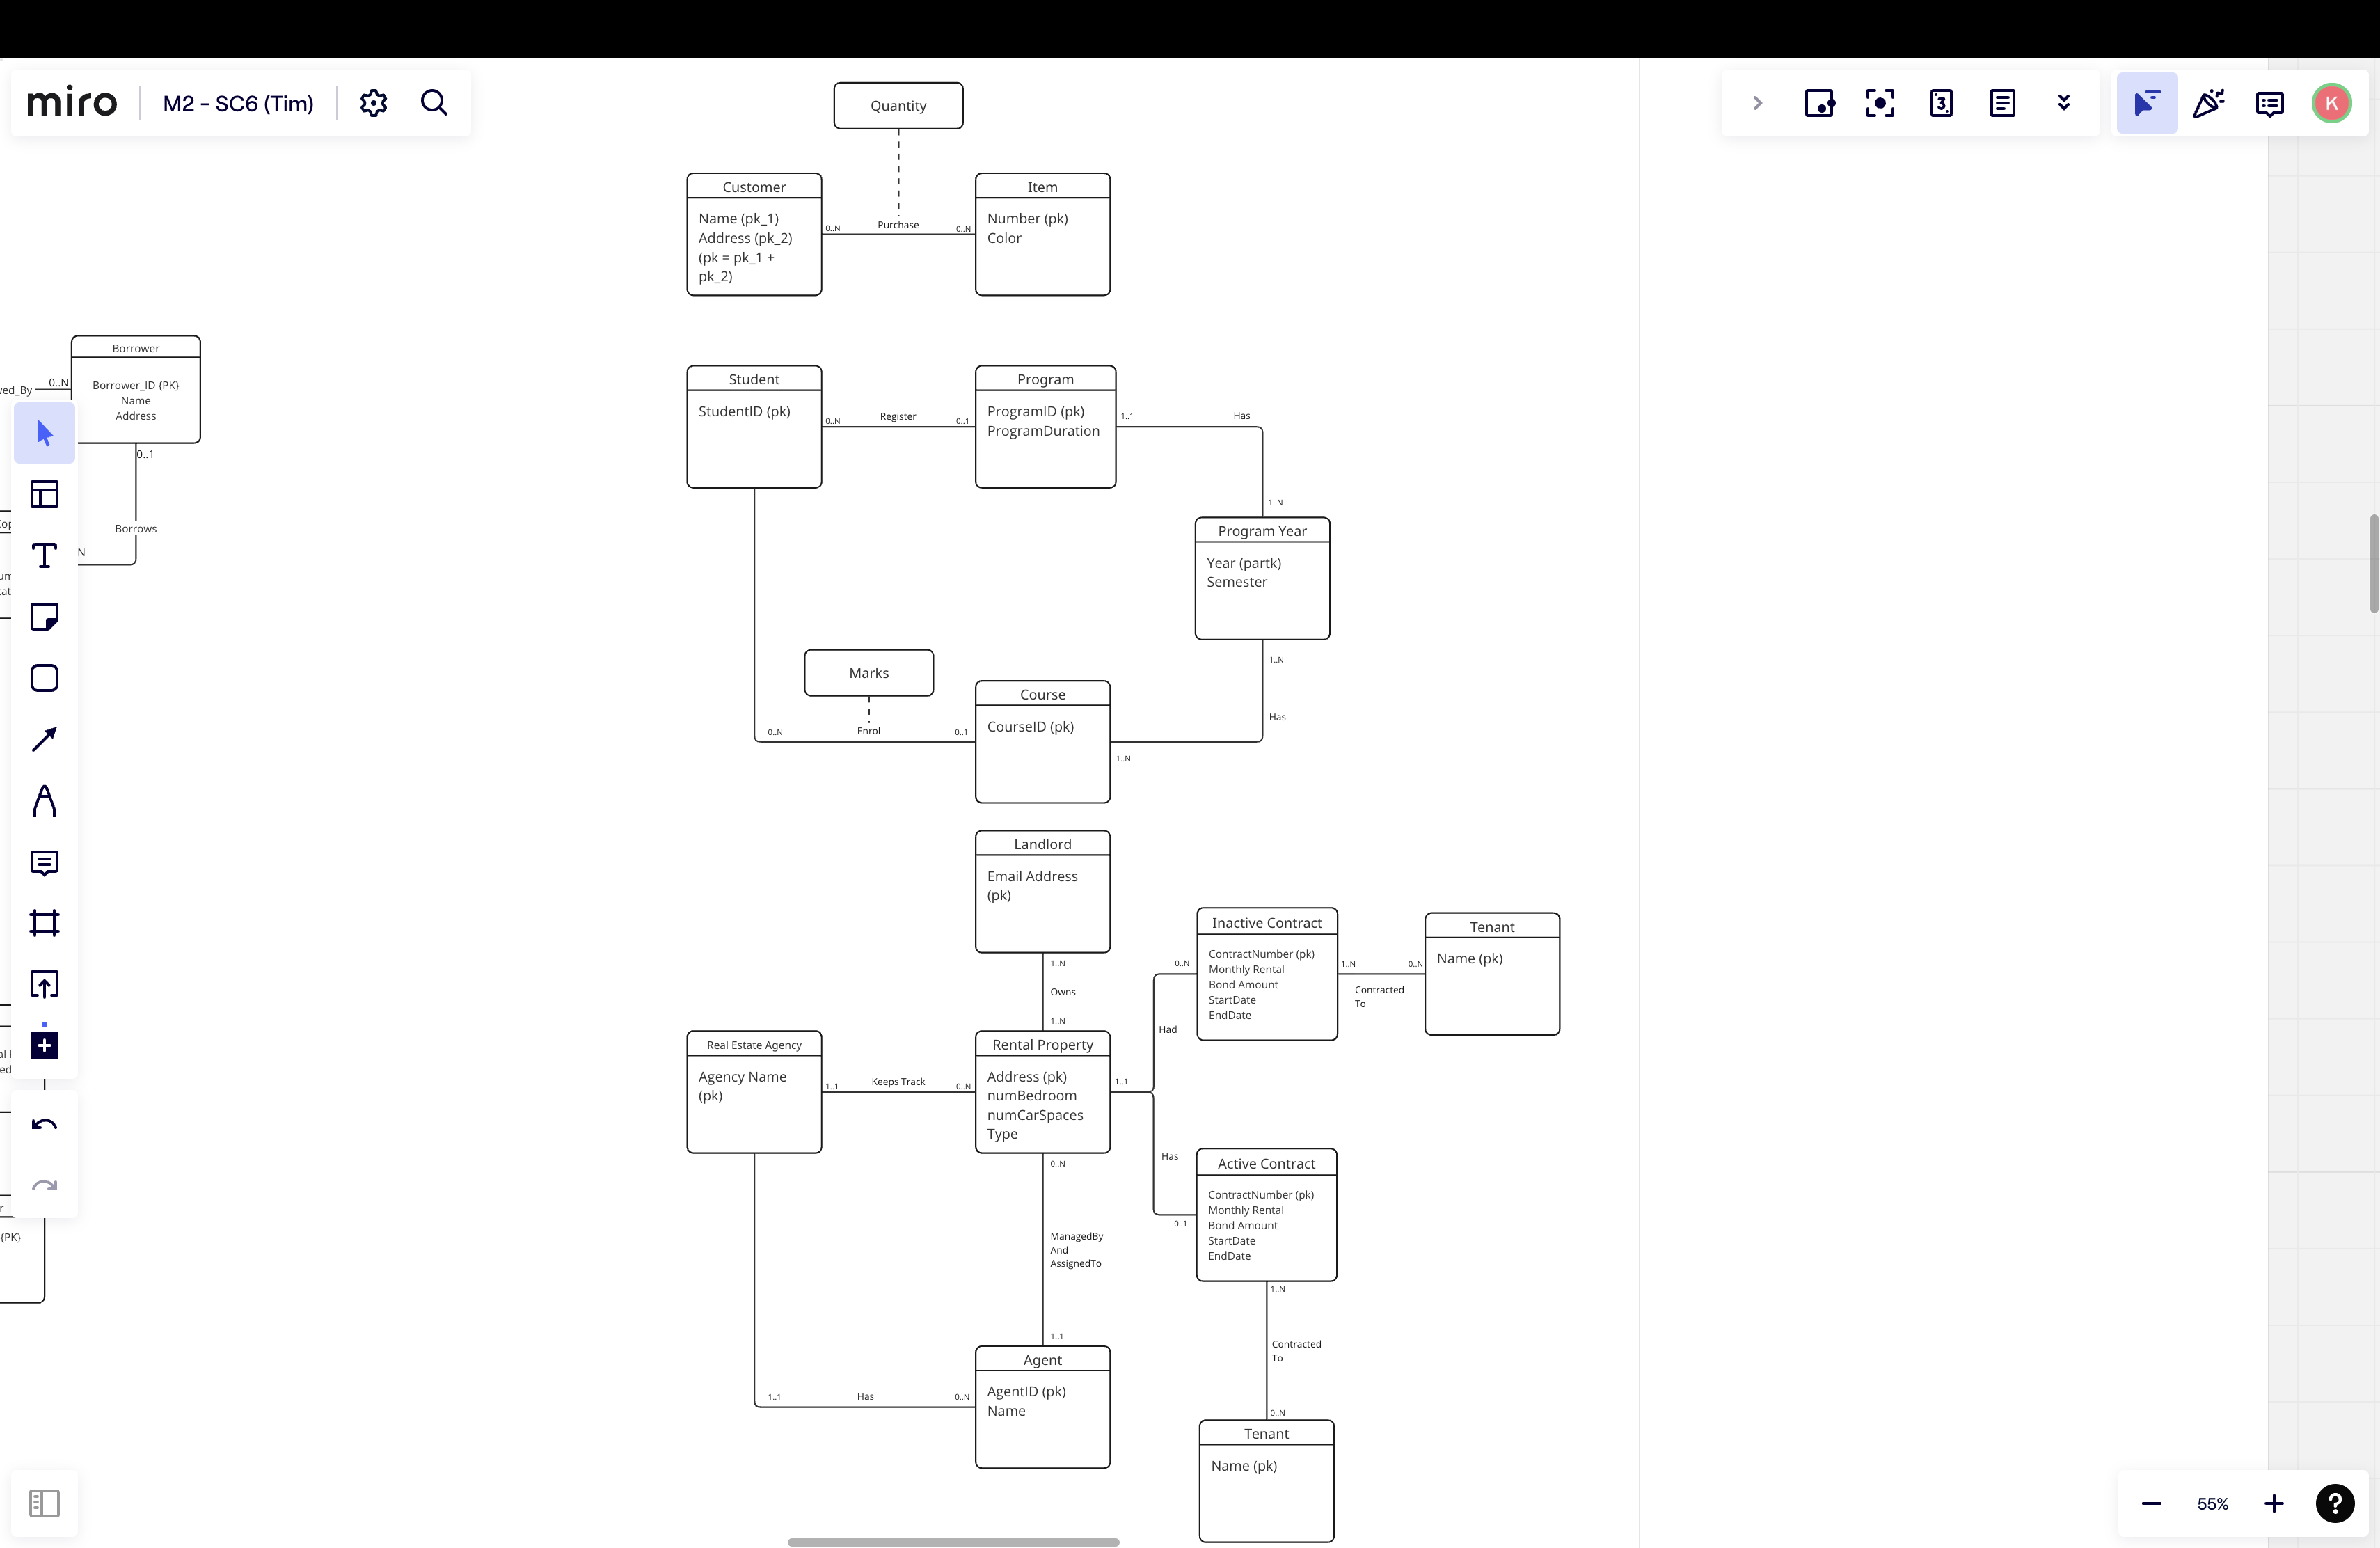 miro
M2 - SC6 (Tim)
3
K
Quantity
Customer
Name (pk_1)
Address (pk_2)
(pk = pk_1 +
pk_2)
0..N
Purchase
0..N
Item
Number (pk)
Color
Borrower
Borrower_ID {PK}
Name
Address
0..N
0..1
Borrows
N
Student
StudentID (pk)
0..N
Register
0..1
Program
ProgramID (pk)
ProgramDuration
1..1
Has
1..N
Program Year
Year (partk)
Semester
1..N
Has
1..N
Marks
0..N
Enrol
0..1
Course
CourseID (pk)
Landlord
Email Address
(pk)
1..N
Owns
1..N
Inactive Contract
ContractNumber (pk)
Monthly Rental
Bond Amount
StartDate
EndDate
0..N
Had
1..N
0..N
Contracted
To
Tenant
Name (pk)
Real Estate Agency
Agency Name
(pk)
1..1
Keeps Track
0..N
Rental Property
Address (pk)
numBedroom
numCarSpaces
Type
1..1
Has
0..1
0..N
ManagedBy
And
AssignedTo
1..1
Active Contract
ContractNumber (pk)
Monthly Rental
Bond Amount
StartDate
EndDate
1..N
Contracted
To
0..N
1..1
Has
0..N
Agent
AgentID (pk)
Name
Tenant
Name (pk)
{PK}
55%
?